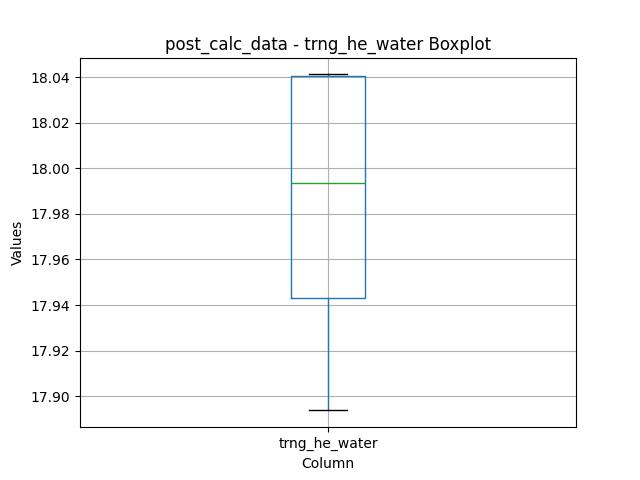 post_calc_data - trng_he_water Boxplot
18.04
18.02
18.00
17.98
17.96
17.94
17.92
17.90
Values
trng_he_water
Column